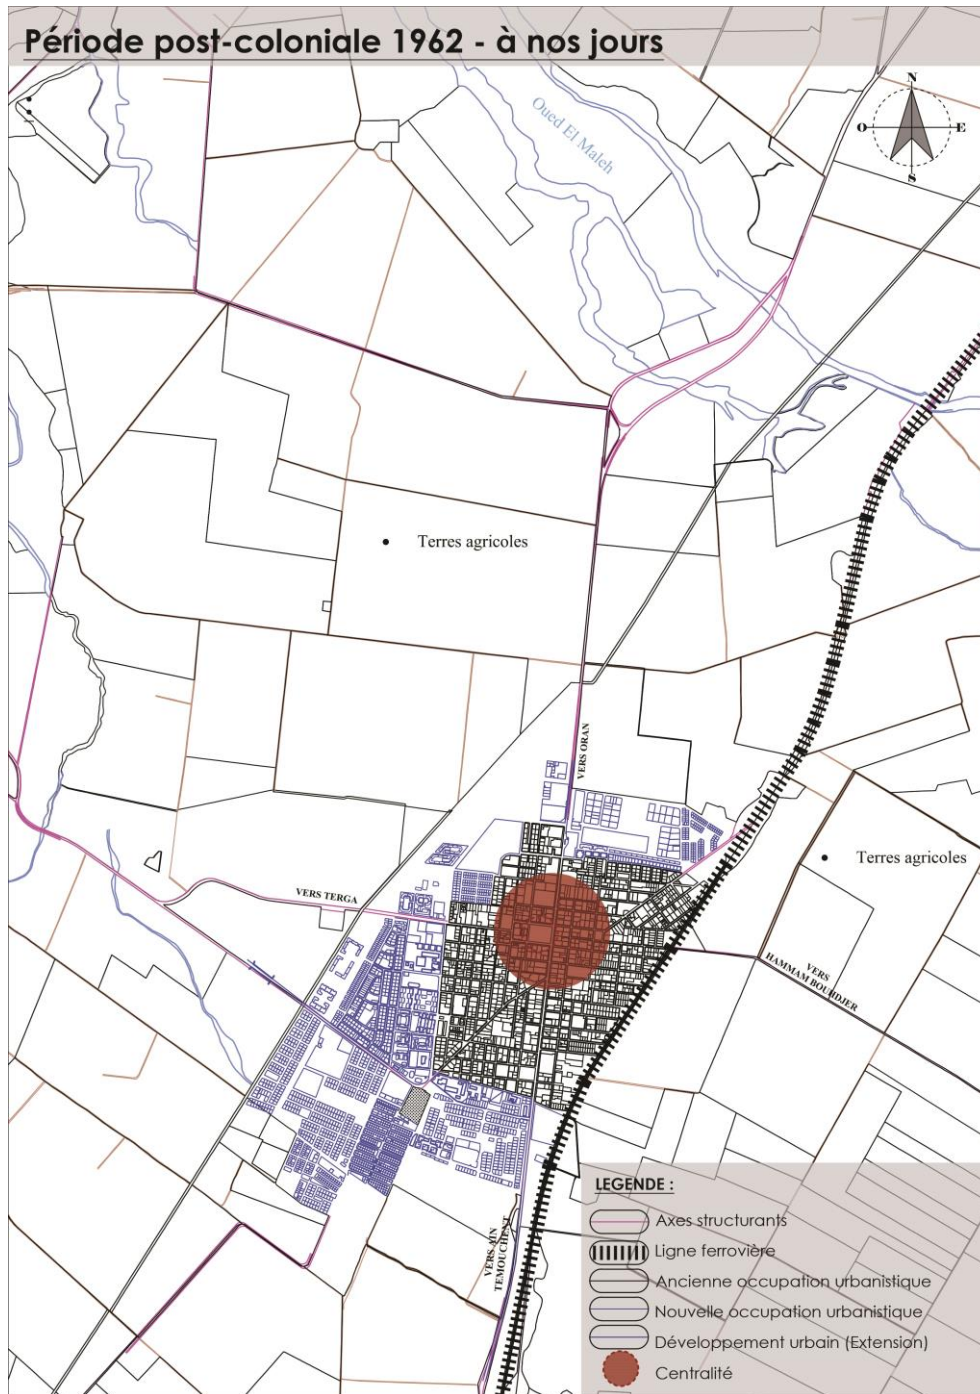 Période post-coloniale 1962 - à nos jours
N
O
E
S
Oued El Maleh
Terres agricoles
VERS ORAN
Terres agricoles
VERS TERGA
VERS
HAMMAM BOURDJER
VERS AIN
TEMOUCHENT
LEGENDE :
Axes structurants
Ligne ferrovière
Ancienne occupation urbanistique
Nouvelle occupation urbanistique
Développement urbain (Extension)
Centralité